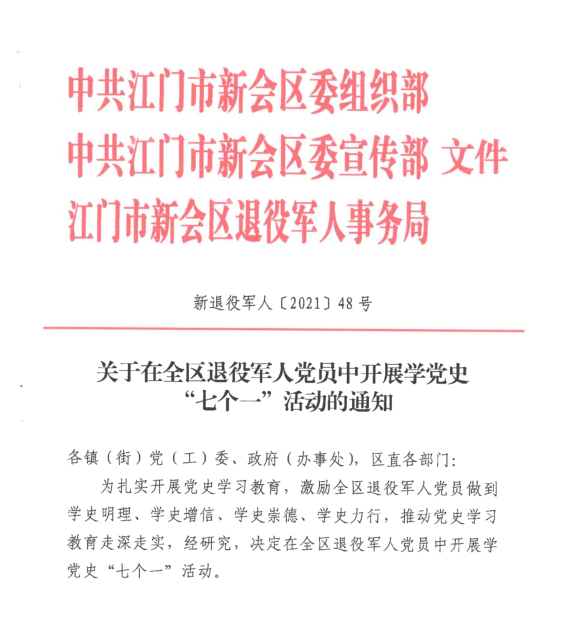 中共江门市新会区委组织部
中共江门市新会区委宣传部 文件
江门市新会区退役军人事务局
新退役军人〔2021〕48 号
关于在全区退役军人党员中开展学党史
“七个一”活动的通知
各镇（街）党（工）委、政府（办事处），区直各部门：
为扎实开展党史学习教育，激励全区退役军人党员做到
学史明理、学史增信、学史崇德、学史力行，推动党史学习
教育走深走实，经研究，决定在全区退役军人党员中开展学
党史“七个一”活动。